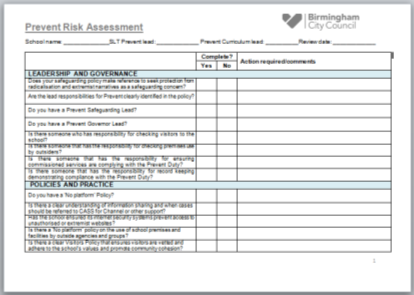 Prevent Risk Assessment
Birmingham
City Council
School name: SLT Prevent lead: Prevent Curriculum lead: Review date:
Complete?
Action required/comments
Yes No
LEADERSHIP AND GOVERNANCE
Does your safeguarding policy make reference to seek protection from
radicalisation and extremist narratives as a safeguarding concern?
Are the lead responsibilities for Prevent clearly identified in the policy?
Do you have a Prevent Safeguarding Lead?
Do you have a Prevent Governor Lead?
Is there someone who has responsibility for checking visitors to the
school?
Is there someone that has the responsibility for checking premises use
by outsiders?
Is there someone that has the responsibility for ensuring
commissioned services are complying with the Prevent Duty?
Is there someone that has the responsibility for record keeping
demonstrating compliance with the Prevent Duty?
POLICIES AND PRACTICE
Do you have a 'No platform' Policy?
Is there a clear understanding of information sharing and when cases
should be referred to CASS for Channel or other support?
Has the school ensured its internet security systems prevent access to
unauthorised or extremist websites?
Is there a 'No platform' policy on the use of school premises and
facilities by outside agencies and groups?
Is there a clear Visitors Policy that ensures visitors are vetted and
adhere to the school's values and promote community cohesion?
1